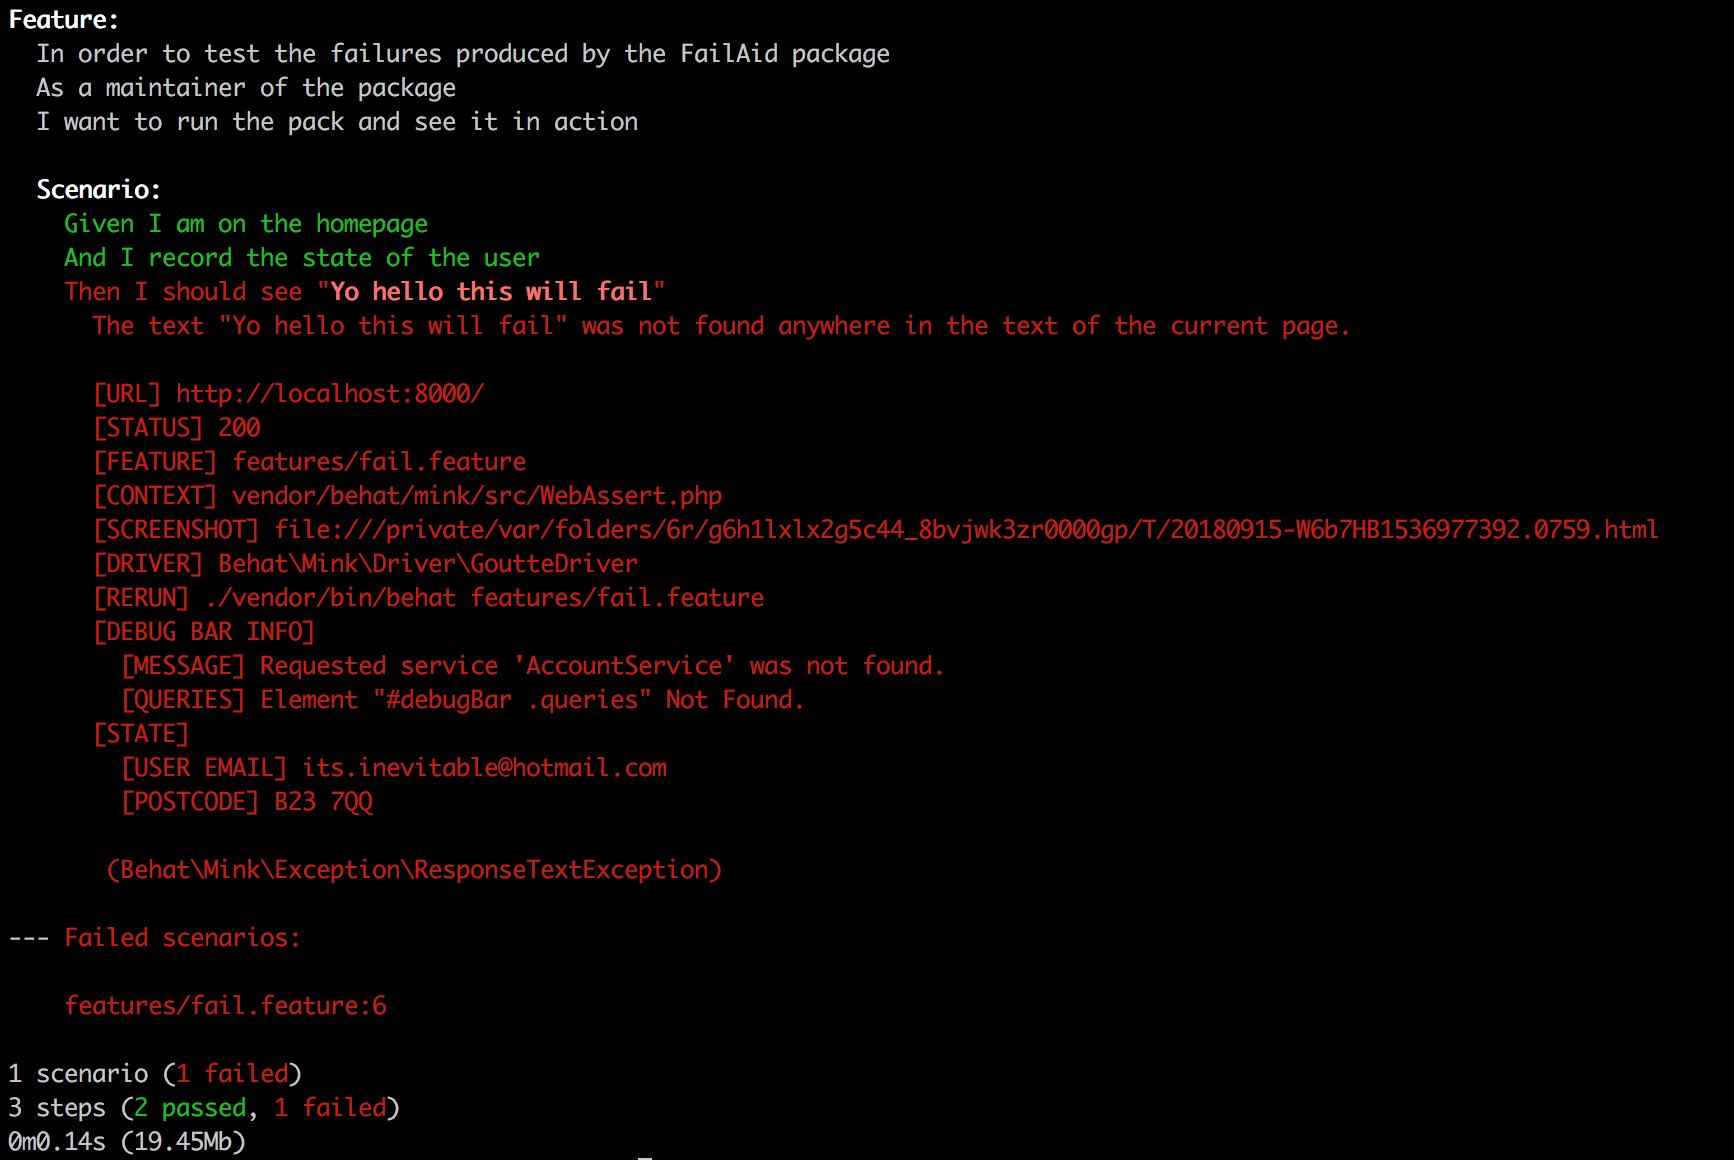 Feature:
In order to test the failures produced by the FailAid package
As a maintainer of the package
I want to run the pack and see it in action
Scenario:
Given I am on the homepage
And I record the state of the user
Then I should see "Yo hello this will fail"
The text "Yo hello this will fail" was not found anywhere in the text of the current page.
[URL] http://localhost:8000/
[STATUS] 200
[FEATURE] features/fail.feature
[CONTEXT] vendor/behat/mink/src/WebAssert.php
[SCREENSHOT] file:///private/var/folders/6r/g6h1lxlx2g5c44_8bvjwk3zr0000gp/T/20180915-W6b7HB1536977392.0759.html
[DRIVER] Behat\Mink\Driver\GoutteDriver
[RERUN] ./vendor/bin/behat features/fail.feature
[DEBUG BAR INFO]
[MESSAGE] Requested service 'AccountService' was not found.
[QUERIES] Element "#debugBar .queries" Not Found.
[STATE]
[USER EMAIL] its.inevitable@hotmail.com
[POSTCODE] B23 7QQ
(Behat\Mink\Exception\ResponseTextException)
--- Failed scenarios:
features/fail.feature:6
1 scenario (1 failed)
3 steps (2 passed, 1 failed)
0m0.14s (19.45Mb)